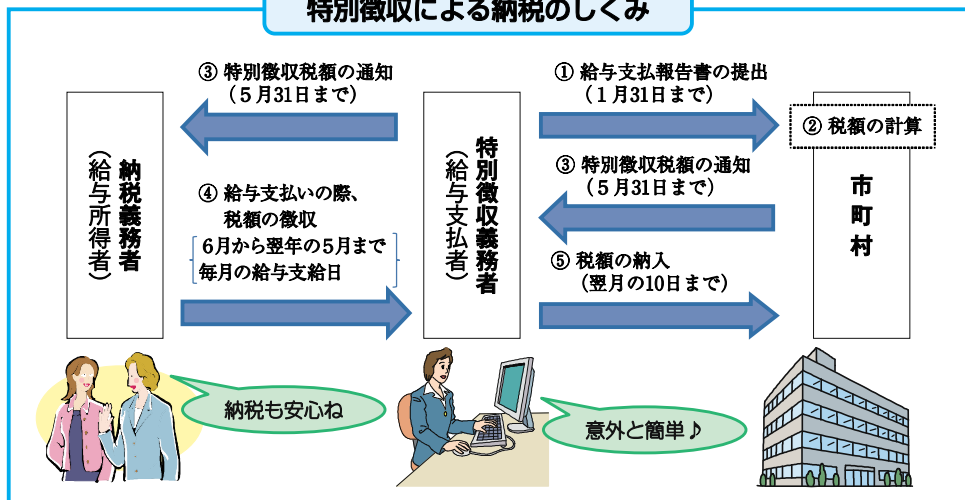 特別徴収による納税のしくみ
③ 特別徴収税額の通知
（５月31日まで）
① 給与支払報告書の提出
（１月31日まで）
② 税額の計算
納税義務者
（給与所得者）
特別徴収義務者
（給与支払者）
市町村
③ 特別徴収税額の通知
（５月31日まで）
④ 給与支払いの際、
税額の徴収
６月から翌年の５月まで
毎月の給与支給日
⑤ 税額の納入
（翌月の10日まで）
納税も安心ね
意外と簡単♪